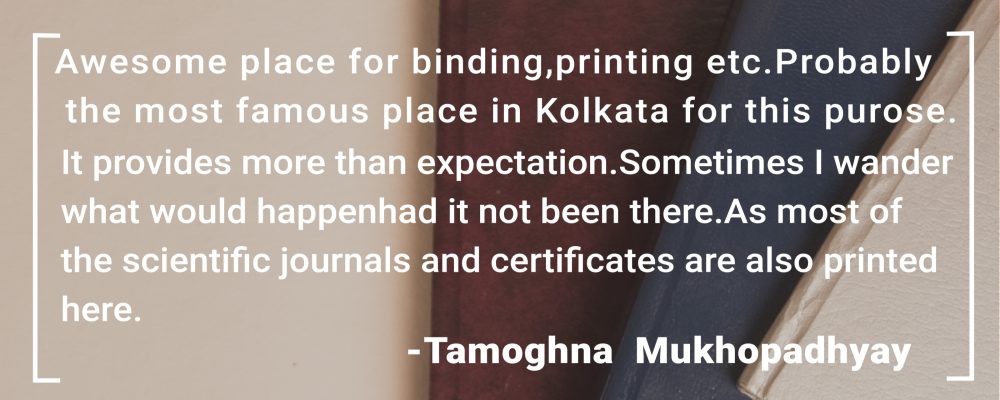 Awesome place for binding,printing etc.Probably
the most famous place in Kolkata for this purose.
It provides more than expectation.Sometimes I wander
what would happenhad it not been there.As most of
the scientific journals and certificates are also printed
here.
-Tamoghna Mukhopadhyay